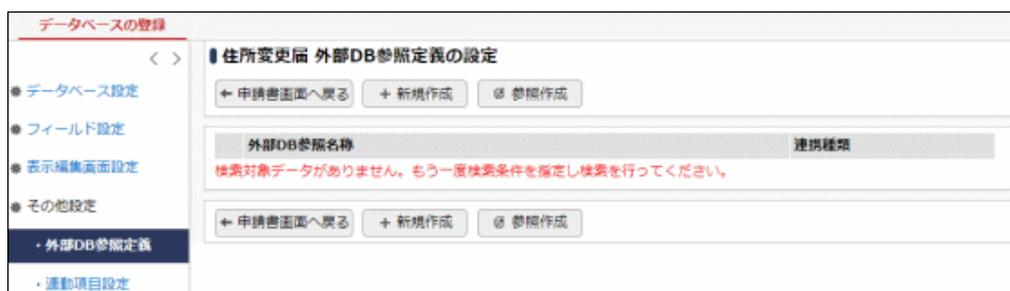 データベースの登録
< >
データベース設定
フィールド設定
表示編集画面設定
その他設定
・外部DB参照定義
・連動項目設定
住所変更届 外部DB参照定義の設定
← 申請書画面へ戻る + 新規作成 参照作成
外部DB参照名称 連携種類
検索対象データがありません。もう一度検索条件を指定し検索を行ってください。
← 申請書画面へ戻る + 新規作成 参照作成